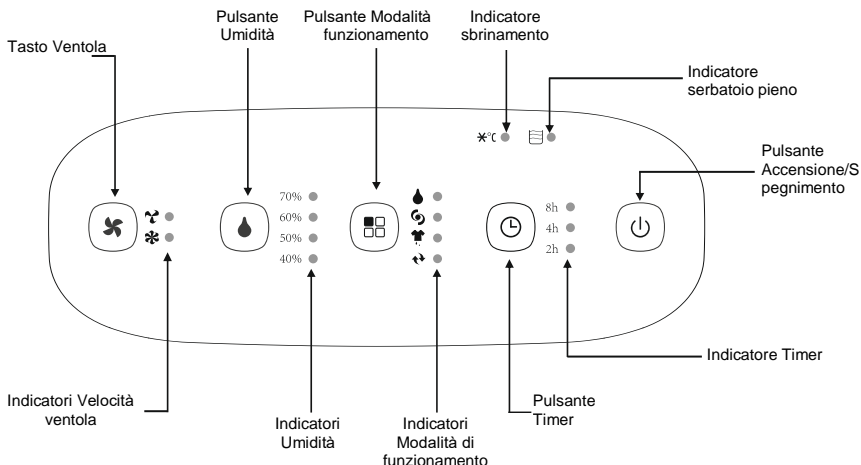 Tasto Ventola
Pulsante
Umidità
Pulsante Modalità
funzionamento
Indicatore
sbrinamento
Indicatore
serbatoio pieno
Pulsante
Accensione/S
pegnimento
°C
70%
60%
50%
40%
8h
4h
2h
Indicatori Velocità
ventola
Indicatori
Umidità
Indicatori
Modalità di
funzionamento
Pulsante
Timer
Indicatore Timer